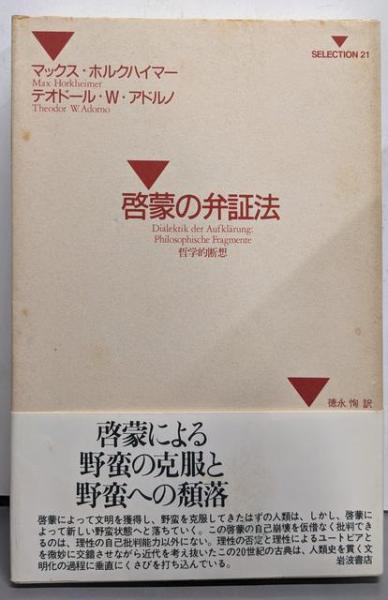 SELECTION 21
マックス・ホルクハイマー
Max Horkheimer
テオドール・W・アドルノ
Theodor W. Adorno
啓蒙の弁証法
Dialektik der Aufklärung:
Philosophische Fragmente
哲学的断想
徳永 恂 訳
啓蒙による
野蛮の克服と
野蛮への頽落
啓蒙によって文明を獲得し、野蛮を克服してきたはずの人類は、しかし、啓蒙に
よって新しい野蛮状態へと落ちていく。この啓蒙の自己崩壊を仮借なく批判でき
るのは、理性の自己批判能力以外にない。理性の否定と理性によるユートピアと
を微妙に交錯させながら近代を考え抜いたこの20世紀の古典は、人類史を貫く文
明化の過程に垂直にくさびを打ち込んでいる。
岩波書店